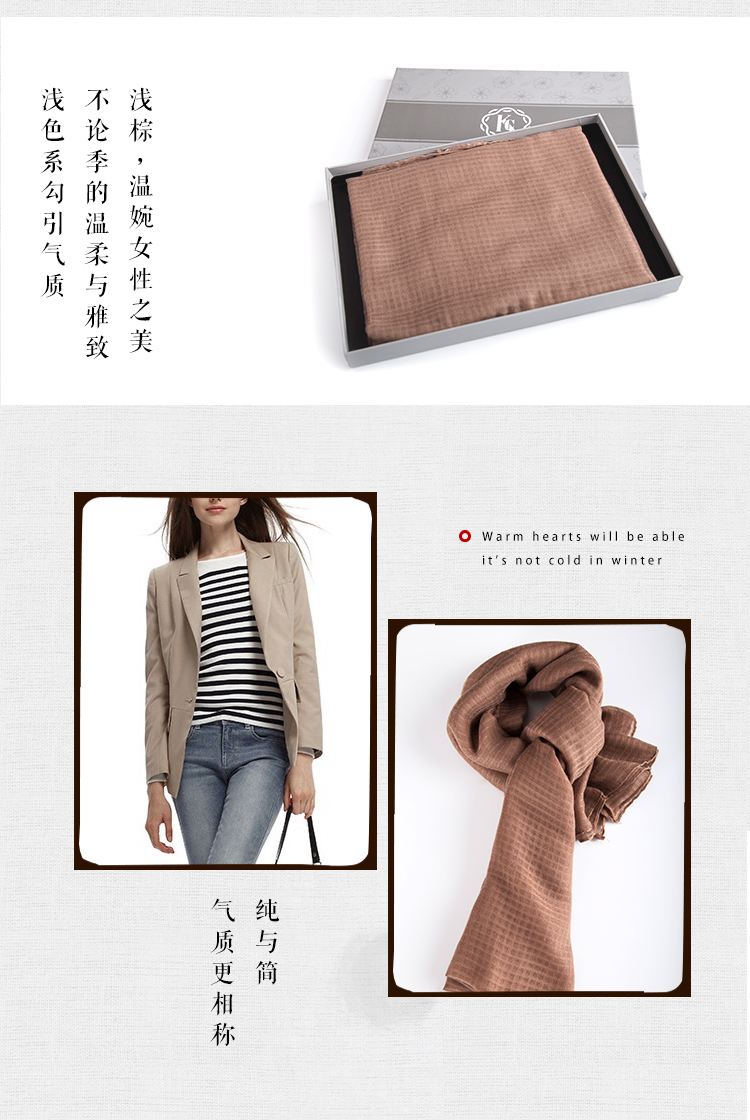 浅棕，温婉女性之美
不论季的温柔与雅致
浅色系勾引气质
Warm hearts will be able
it's not cold in winter
纯与简
气质更相称